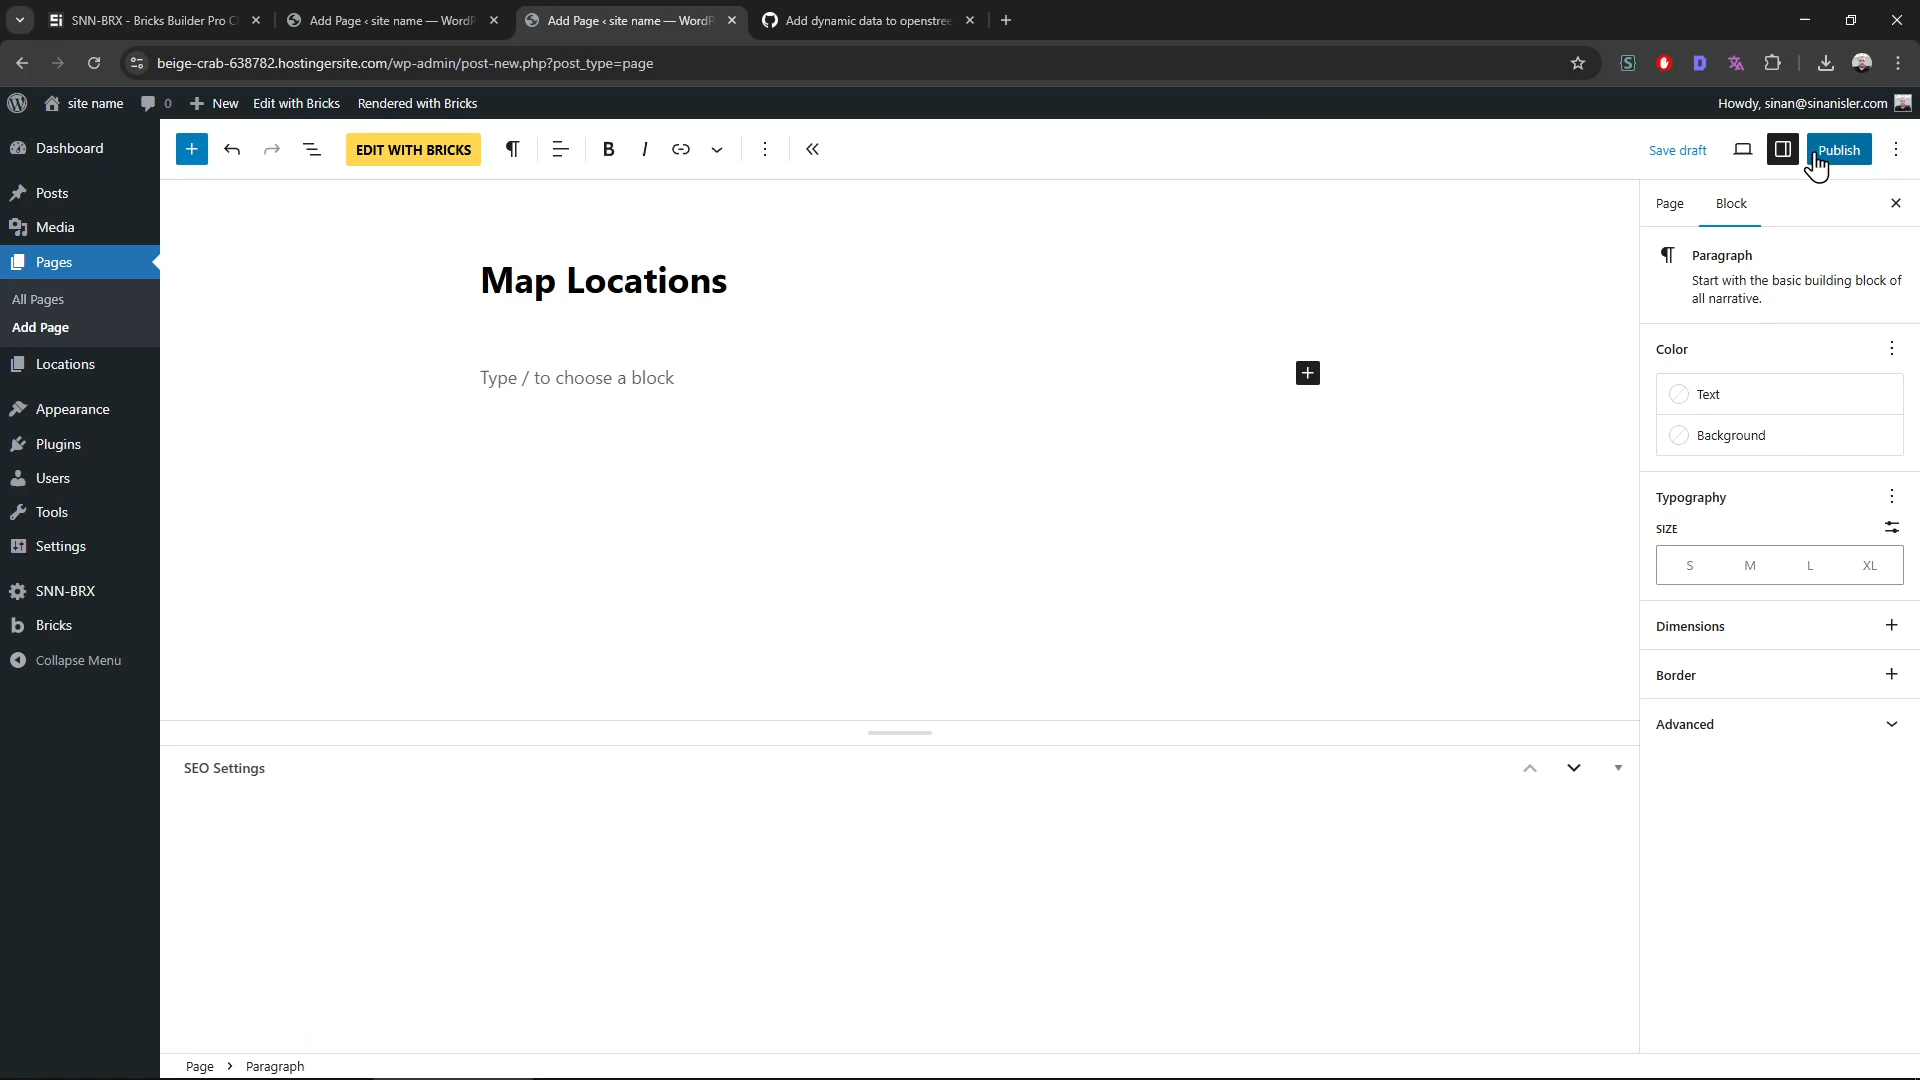 SNN-BRX - Bricks Builder Pro C
Add Page ‹ site name — WordP
Add Page ‹ site name — WordP
Add dynamic data to openstree
beige-crab-638782.hostingersite.com/wp-admin/post-new.php?post_type=page
site name
0
New
Edit with Bricks
Rendered with Bricks
Howdy, sinan@sinanisler.com
Dashboard
Posts
Media
Pages
All Pages
Add Page
Locations
Appearance
Plugins
Users
Tools
Settings
SNN-BRX
Bricks
Collapse Menu
EDIT WITH BRICKS
B
I
Save draft
Publish
Map Locations
Type / to choose a block
Page
Block
Paragraph
Start with the basic building block of
all narrative.
Color
Text
Background
Typography
SIZE
S M L XL
Dimensions
Border
Advanced
SEO Settings
Page › Paragraph